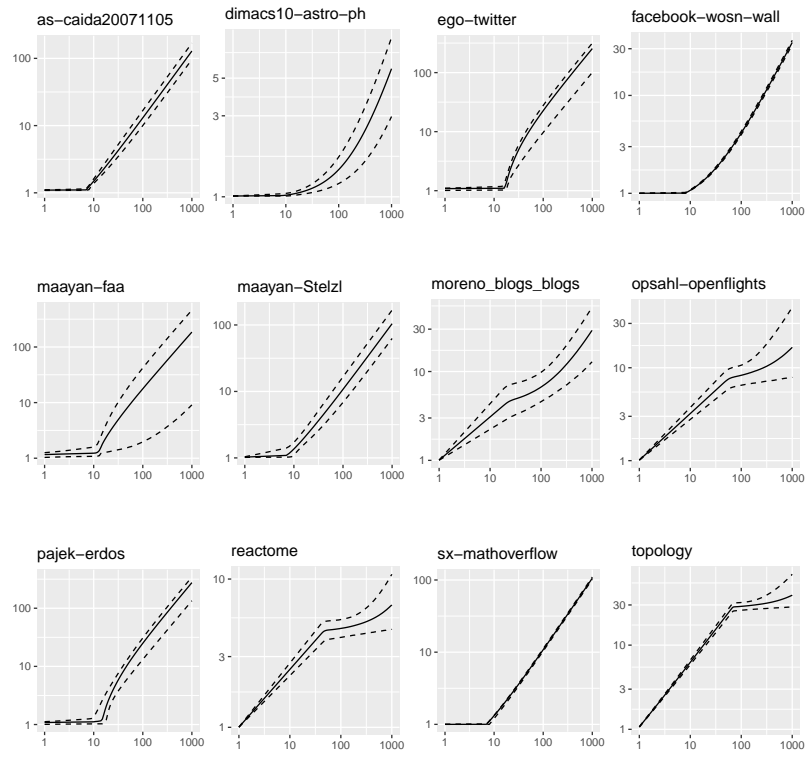 as−caida20071105
100
10
1
1 10 100 1000
dimacs10−astro−ph
5
3
1
1 10 100 1000
ego−twitter
100
10
1
1 10 100 1000
facebook−wosn−wall
30
10
3
1
1 10 100 1000
maayan−faa
100
10
1
1 10 100 1000
maayan−Stelzl
100
10
1
1 10 100 1000
moreno_blogs_blogs
30
10
3
1
1 10 100 1000
opsahl−openflights
30
10
3
1
1 10 100 1000
pajek−erdos
100
10
1
1 10 100 1000
reactome
10
3
1
1 10 100 1000
sx−mathoverflow
100
10
1
1 10 100 1000
topology
30
10
3
1
1 10 100 1000